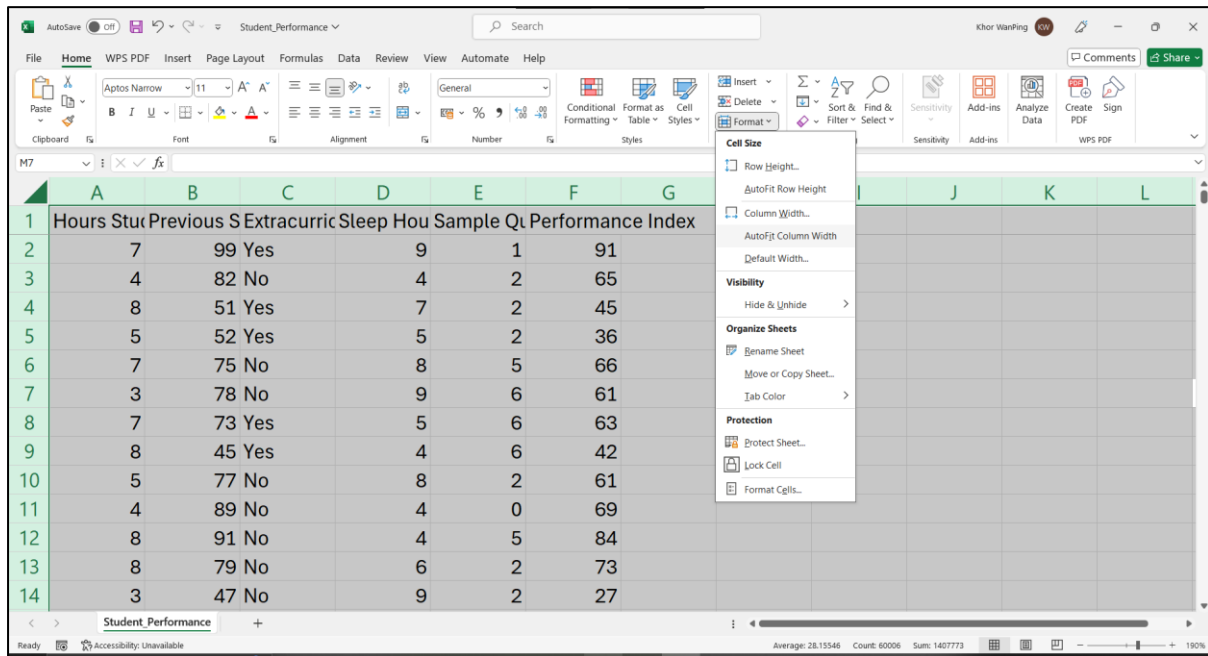 AutoSave Off Student_Performance Search Khor WanPing KW
File Home WPS PDF Insert Page Layout Formulas Data Review View Automate Help Comments Share
Paste Aptos Narrow 11 A A General Conditional Formatting Format as Table Cell Styles Insert Delete Format Sort & Filter Find & Select Sensitivity Add-ins Analyze Data Create PDF Sign
B I U A ab % 9
Clipboard Font Alignment Number Styles Sensitivity Add-ins WPS PDF
M7 fx
A B C D E F G I J K L
1 Hours Stu Previous S Extracurric Sleep Hou Sample Qu Performance Index
2 7 99 Yes 9 1 91
3 4 82 No 4 2 65
4 8 51 Yes 7 2 45
5 5 52 Yes 5 2 36
6 7 75 No 8 5 66
7 3 78 No 9 6 61
8 7 73 Yes 5 6 63
9 8 45 Yes 4 6 42
10 5 77 No 8 2 61
11 4 89 No 4 0 69
12 8 91 No 4 5 84
13 8 79 No 6 2 73
14 3 47 No 9 2 27
Cell Size
Row Height...
AutoFit Row Height
Column Width...
AutoFit Column Width
Default Width...
Visibility
Hide & Unhide
Organize Sheets
Rename Sheet
Move or Copy Sheet...
Tab Color
Protection
Protect Sheet...
Lock Cell
Format Cells...
Student_Performance
Ready Accessibility: Unavailable Average: 28.15546 Count: 60006 Sum: 1407773 190%